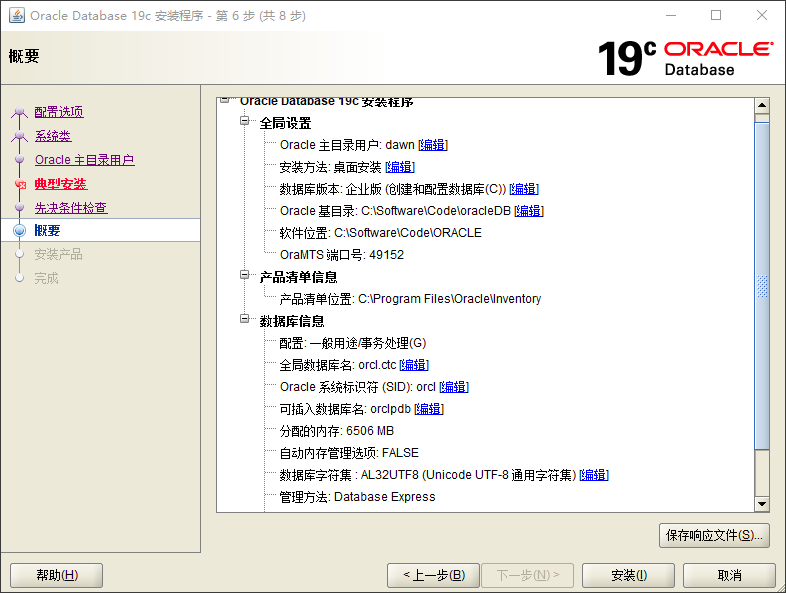 Oracle Database 19c 安装程序 - 第 6 步 (共 8 步)
概要
19c ORACLE
Database
配置选项
系统类
Oracle 主目录用户
典型安装
先决条件检查
概要
安装产品
完成
Oracle Database 19c 安装程序
全局设置
Oracle 主目录用户: dawn [编辑]
安装方法: 桌面安装 [编辑]
数据库版本: 企业版 (创建和配置数据库(C)) [编辑]
Oracle 基目录: C:\Software\Code\oracleDB [编辑]
软件位置: C:\Software\Code\ORACLE
OraMTS 端口号: 49152
产品清单信息
产品清单位置: C:\Program Files\Oracle\Inventory
数据库信息
配置: 一般用途/事务处理(G)
全局数据库名: orcl.ctc [编辑]
Oracle 系统标识符 (SID): orcl [编辑]
可插入数据库名: orclpdb [编辑]
分配的内存: 6506 MB
自动内存管理选项: FALSE
数据库字符集 : AL32UTF8 (Unicode UTF-8 通用字符集) [编辑]
管理方法: Database Express
保存响应文件(S)...
帮助(H)
< 上一步(B)
下一步(N) >
安装(I)
取消